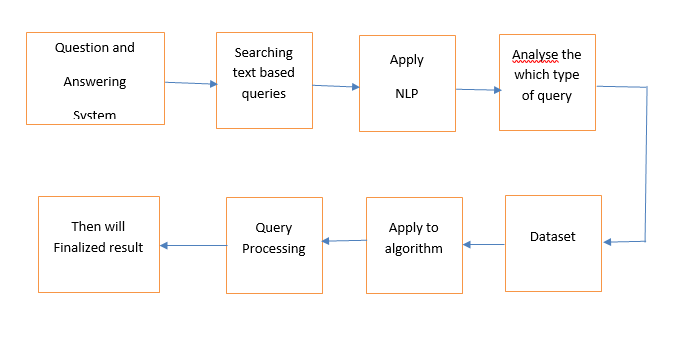 Question and
Answering
System
Searching
text based
queries
Apply
NLP
Analyse the
which type
of query
Then will
Finalized result
Query
Processing
Apply to
algorithm
Dataset